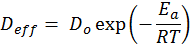 D_eff = D_o exp(−E_a/RT)